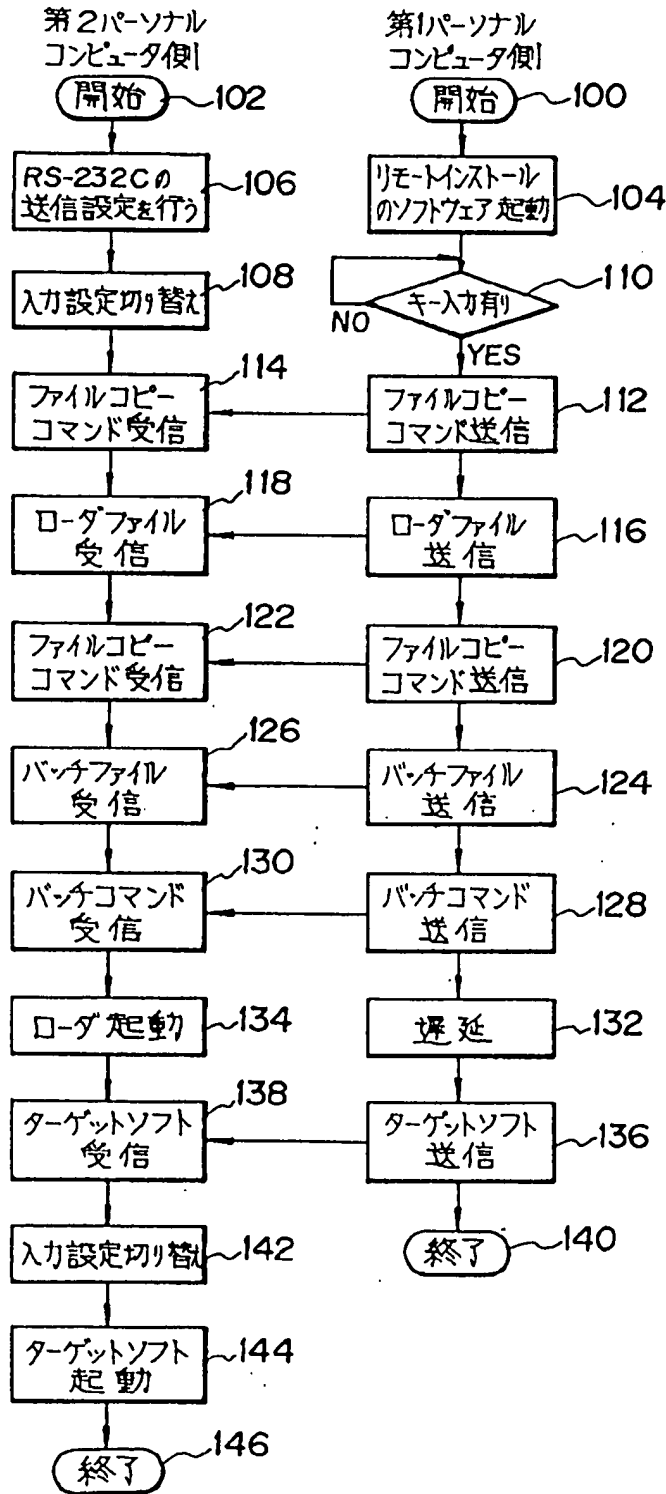 第2パーソナル
コンピュータ側
開始
102
RS-232Cの
送信設定を行う
106
入力設定切り替え
108
ファイルコピー
コマンド受信
114
ローダファイル
受信
118
ファイルコピー
コマンド受信
122
バッチファイル
受信
126
バッチコマンド
受信
130
ローダ起動
134
ターゲットソフト
受信
138
入力設定切り替え
142
ターゲットソフト
起動
144
終了
146
第1パーソナル
コンピュータ側
開始
100
リモートインストール
のソフトウェア起動
104
キー入力有り
110
NO
YES
ファイルコピー
コマンド送信
112
ローダファイル
送信
116
ファイルコピー
コマンド送信
120
バッチファイル
送信
124
バッチコマンド
送信
128
遅延
132
ターゲットソフト
送信
136
終了
140